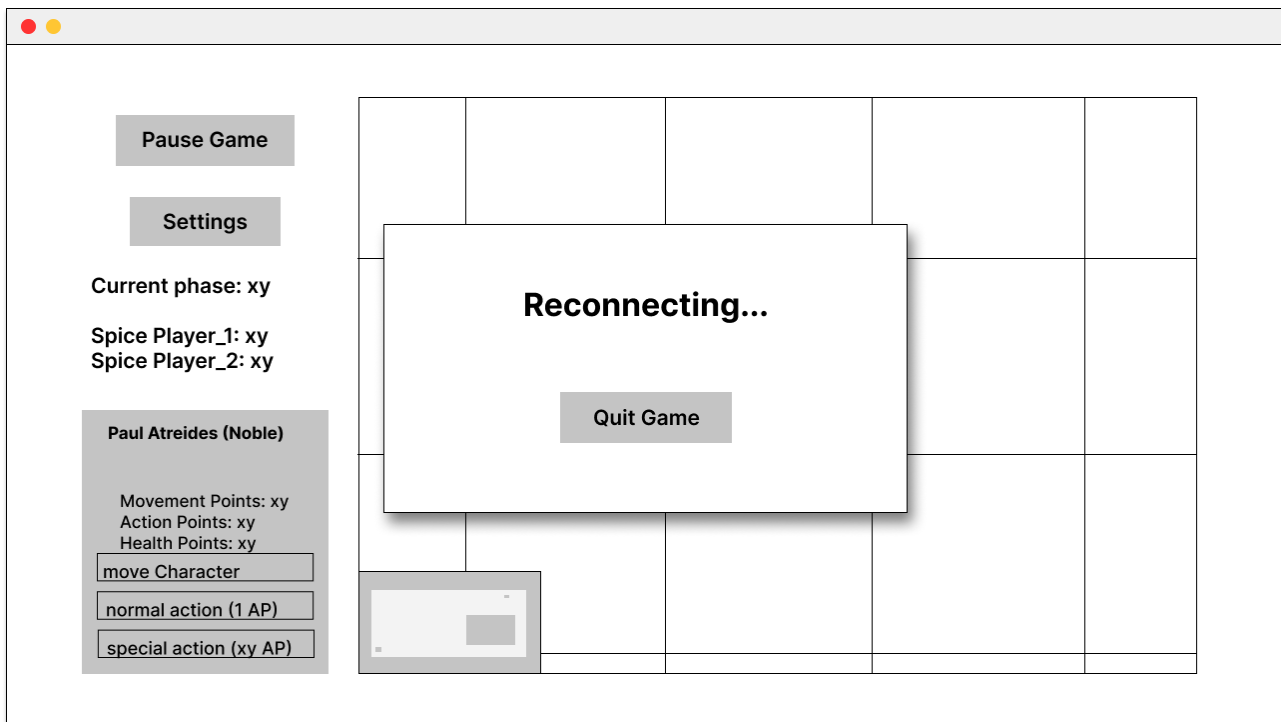 Pause Game
Settings
Current phase: xy
Spice Player_1: xy
Spice Player_2: xy
Paul Atreides (Noble)
Movement Points: xy
Action Points: xy
Health Points: xy
move Character
normal action (1 AP)
special action (xy AP)
Reconnecting...
Quit Game